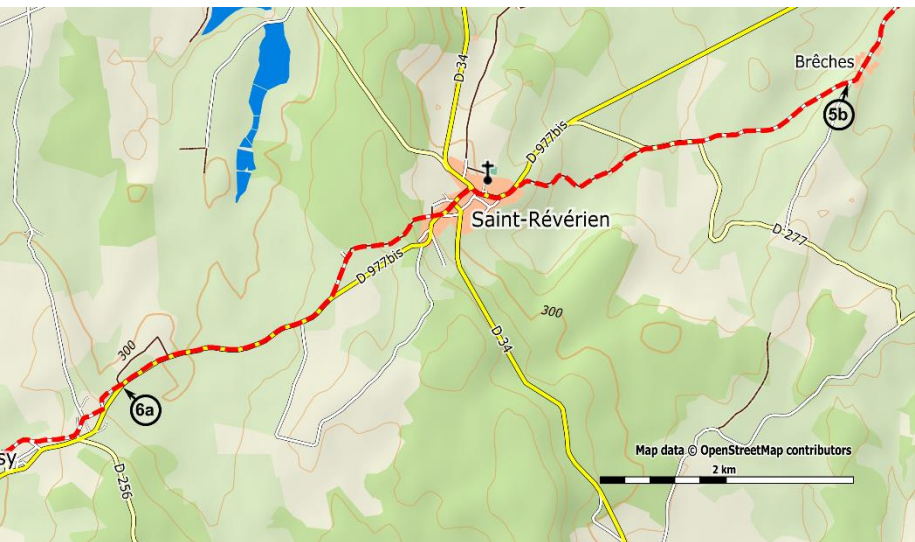 D 34
Brêches
5b
D 977bis
Saint-Révérien
D 277
D 977bis
300
D 34
300
6a
sy
D 256
Map data © OpenStreetMap contributors
2 km